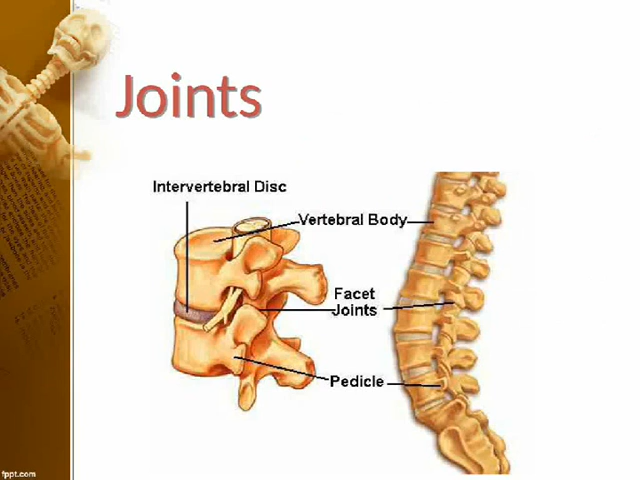 Joints
Intervertebral Disc
Vertebral Body
Facet
Joints
Pedicle
fppt.com